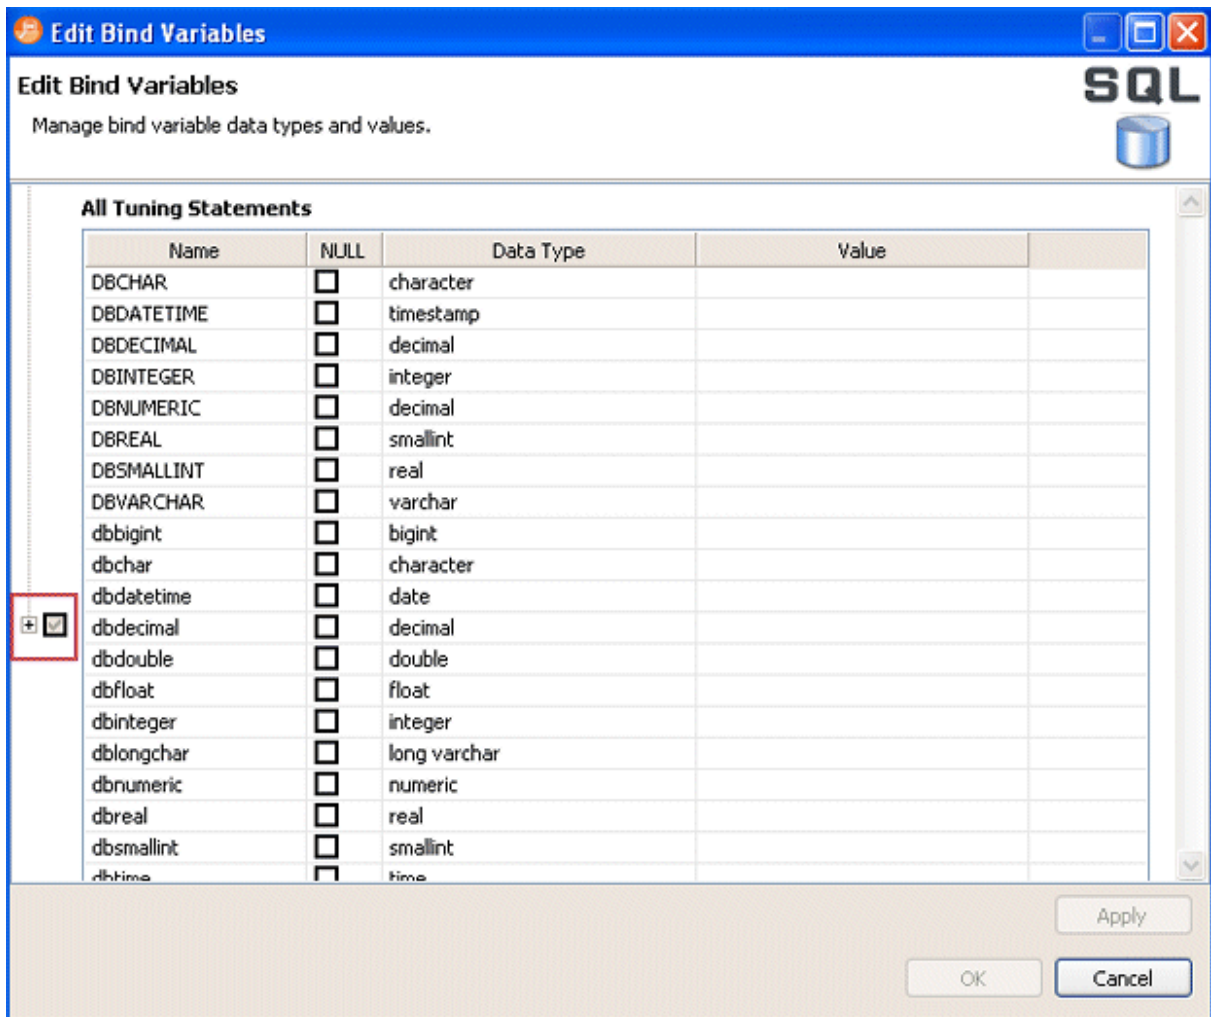 Edit Bind Variables
Edit Bind Variables
SQL
Manage bind variable data types and values.
All Tuning Statements
Name NULL Data Type Value
DBCHAR character
DBDATETIME timestamp
DBDECIMAL decimal
DBINTEGER integer
DBNUMERIC decimal
DBREAL smallint
DBSMALLINT real
DBVARCHAR varchar
dbbigint bigint
dbchar character
dbdatetime date
dbdecimal decimal
dbdouble double
dbfloat float
dbinteger integer
dblongchar long varchar
dbnumeric numeric
dbreal real
dbsmallint smallint
dbtime time
Apply
OK Cancel